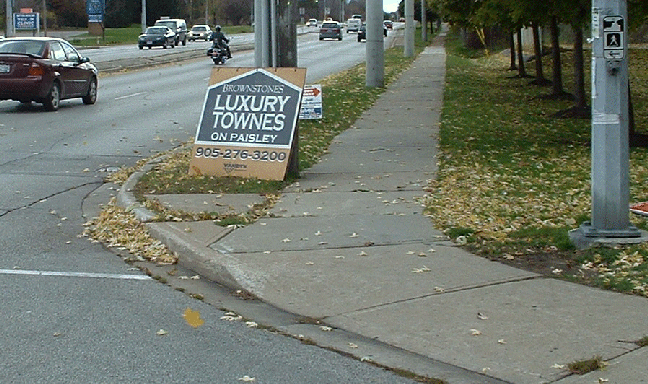 BROWNSTONES
LUXURY
TOWNES
ON PAISLEY
905-276-3200